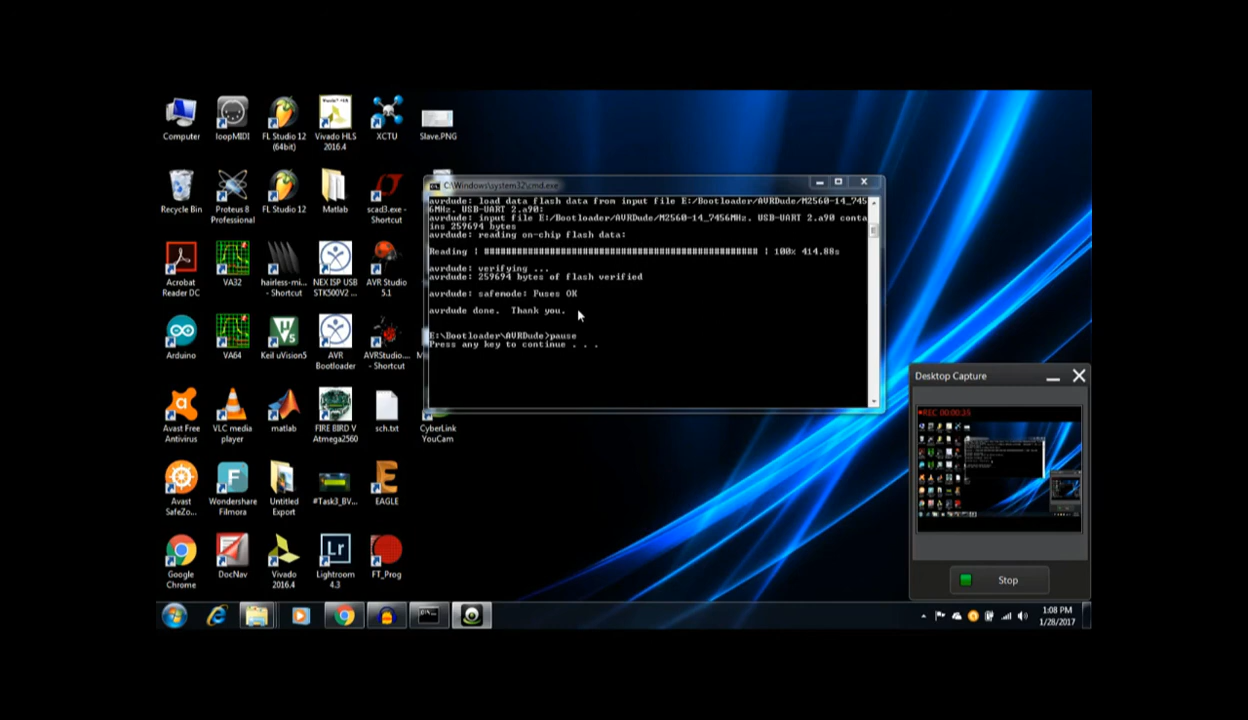 Computer
loopMIDI
FL Studio 12
(64bit)
Vivado HLS
2016.4
XCTU
Slave.PNG
Recycle Bin
Proteus 8
Professional
FL Studio 12
Matlab
scad3.exe -
Shortcut
Acrobat
Reader DC
VA32
hairless-mi...
- Shortcut
NEX ISP USB
STK500V2 ...
AVR Studio
5.1
Arduino
VA64
Keil uVision5
AVR
Bootloader
AVRStudio....
- Shortcut
Avast Free
Antivirus
VLC media
player
matlab
FIRE BIRD V
Atmega2560
sch.txt
CyberLink
YouCam
Avast
SafeZo...
Wondershare
Filmora
Untitled
Export
#Task3_BV...
EAGLE
Google
Chrome
DocNav
Vivado
2016.4
Lightroom
4.3
FT_Prog
C:\Windows\system32\cmd.exe
avrdude: load data flash data from input file E:/Bootloader/AVRDude/M2560-14_745
6MHz. USB-UART 2.a90:
avrdude: input file E:/Bootloader/AVRDude/M2560-14_7456MHz. USB-UART 2.a90 conta
ins 259694 bytes
avrdude: reading on-chip flash data:
Reading | ################################################## | 100% 414.88s
avrdude: verifying ...
avrdude: 259694 bytes of flash verified
avrdude: safemode: Fuses OK
avrdude done.  Thank you.
E:\Bootloader\AVRDude>pause
Press any key to continue . . .
Desktop Capture
REC 00:00:35
Stop
1:08 PM
1/28/2017